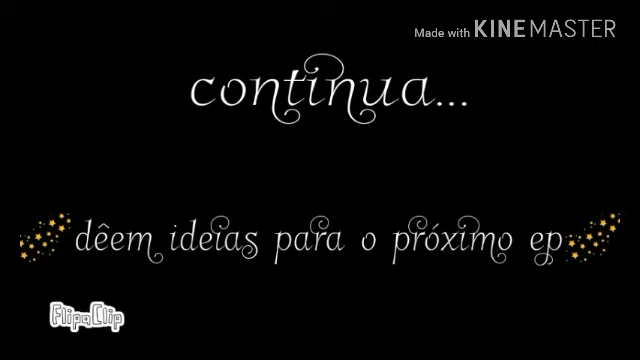 Made with KINEMASTER
continua...
dêem ideias para o próximo ep
FlipaClip